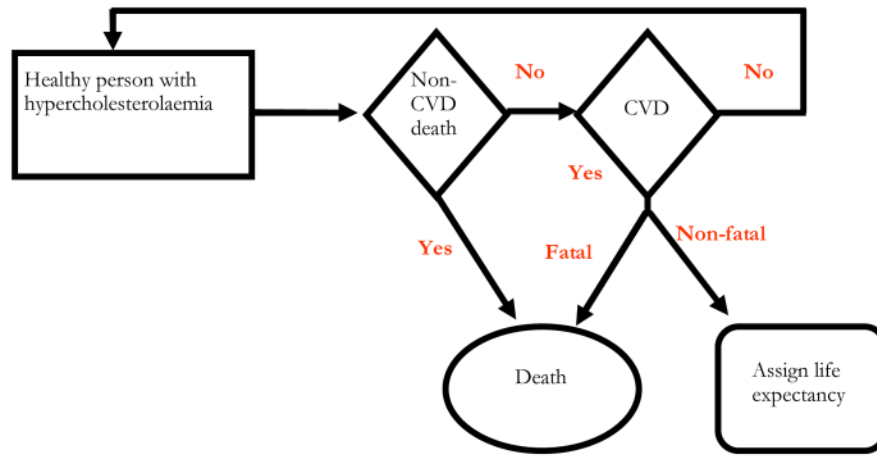 Healthy person with
hypercholesterolaemia
Non-
CVD
death
No
CVD
No
Yes
Yes
Fatal
Non-fatal
Death
Assign life
expectancy